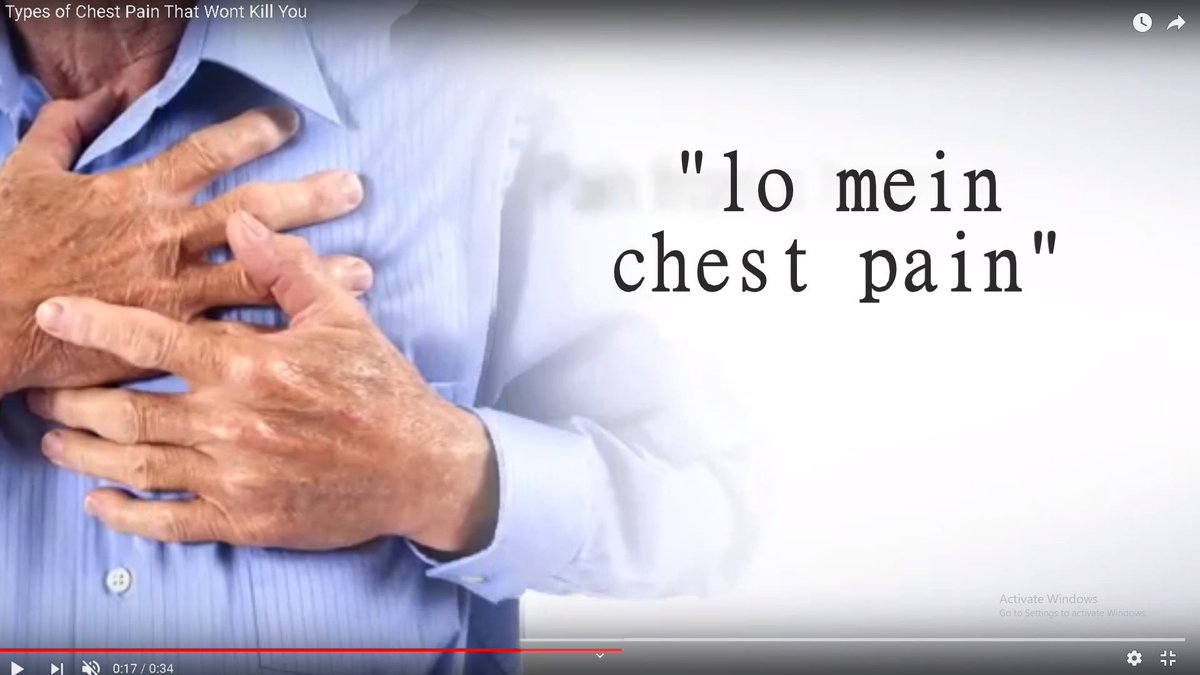 Types of Chest Pain That Wont Kill You
"lo mein
chest pain"
Activate Windows
Go to Settings to activate Windows.
0:17 / 0:34